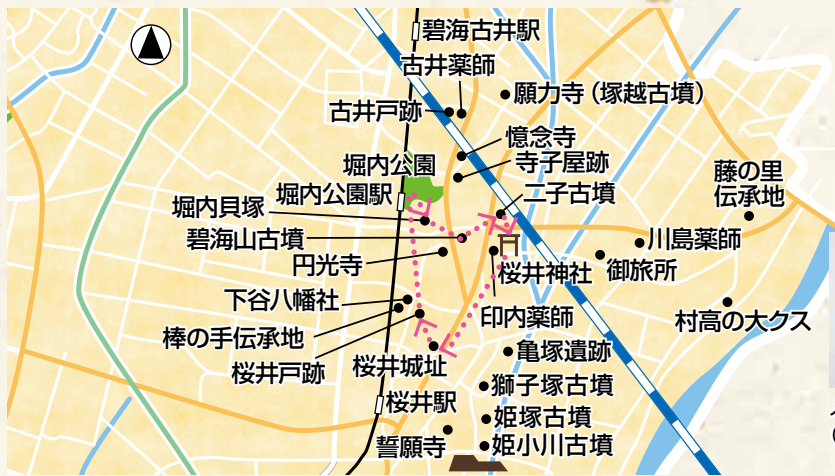 碧海古井駅
古井薬師
願力寺（塚越古墳）
古井戸跡
憶念寺
堀内公園
寺子屋跡
藤の里
伝承地
堀内公園駅
二子古墳
堀内貝塚
碧海山古墳
川島薬師
円光寺
桜井神社
御旅所
下谷八幡社
印内薬師
村高の大クス
棒の手伝承地
桜井戸跡
桜井城址
亀塚遺跡
獅子塚古墳
桜井駅
姫塚古墳
誓願寺
姫小川古墳